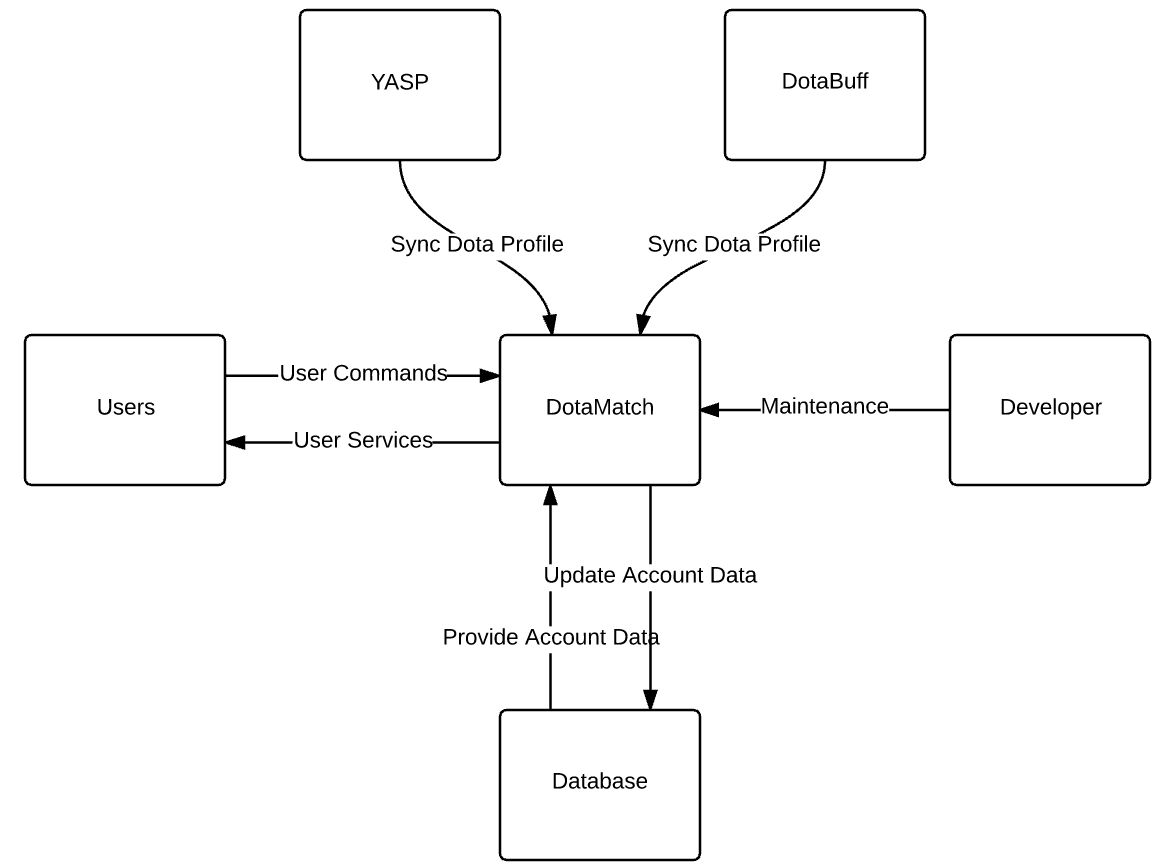 YASP
DotaBuff
Sync Dota Profile
Sync Dota Profile
User Commands
Users
DotaMatch
Maintenance
Developer
User Services
Update Account Data
Provide Account Data
Database